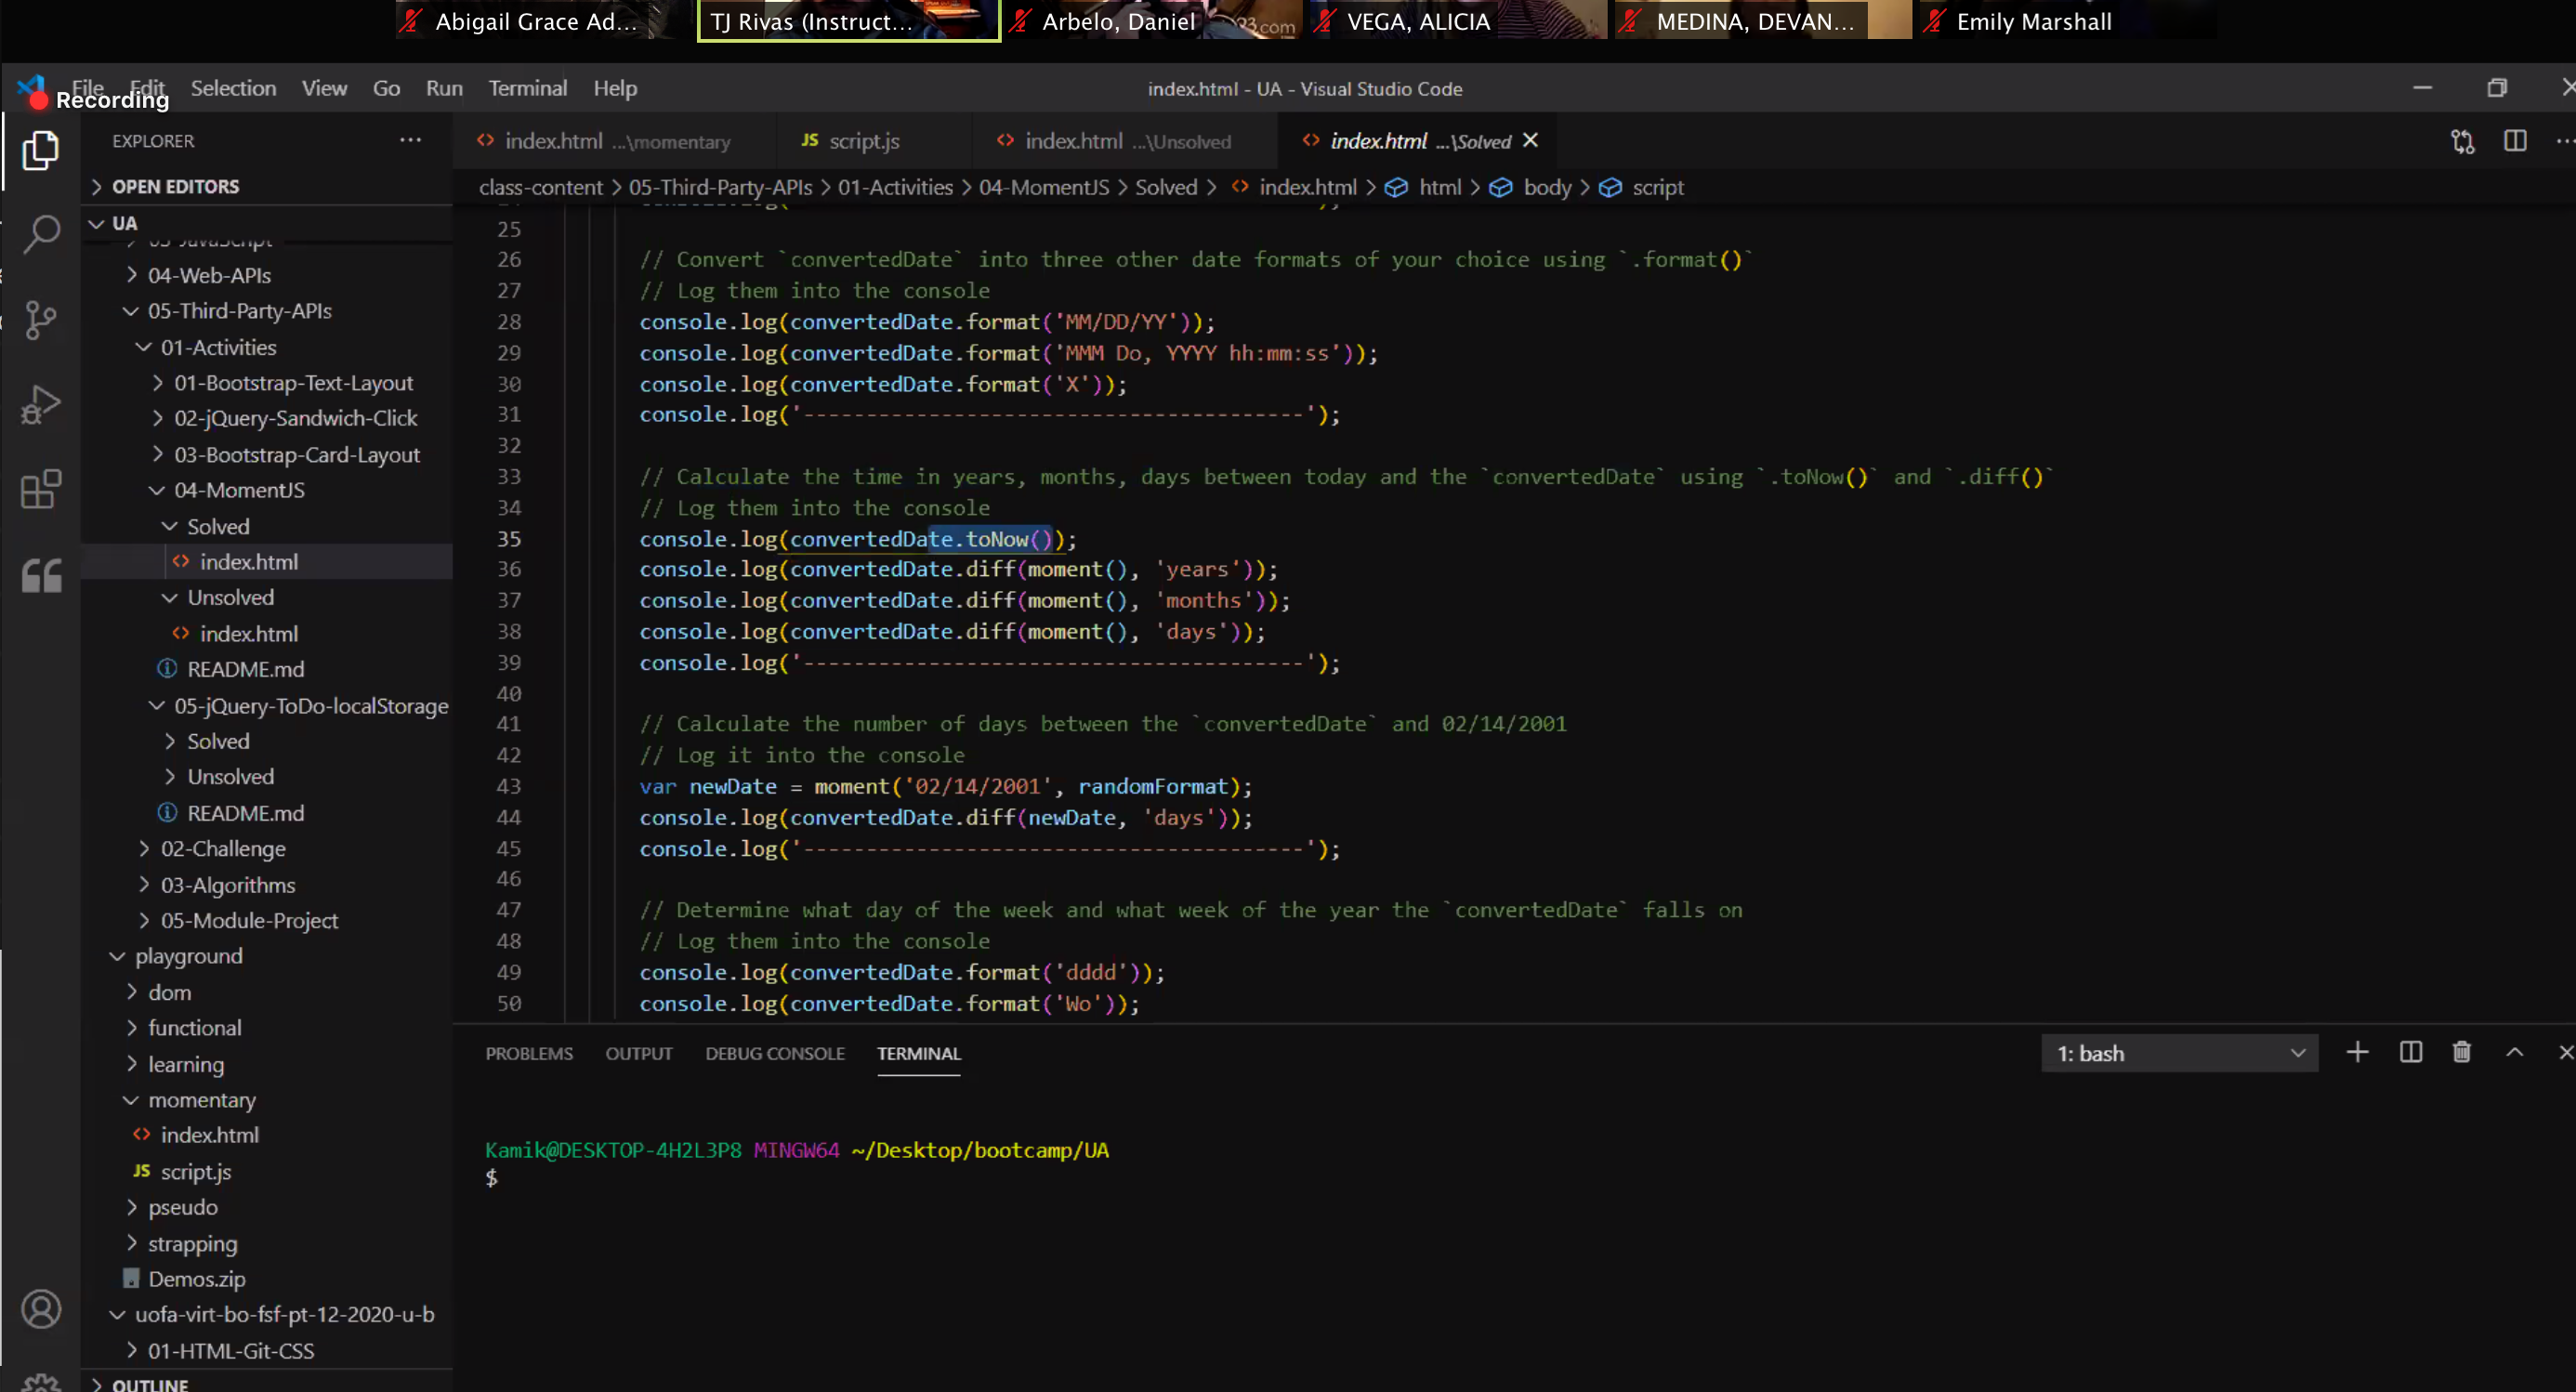 Abigail Grace Ad...
TJ Rivas (Instruct...
Arbelo, Daniel
23.com
VEGA, ALICIA
MEDINA, DEVAN...
Emily Marshall
File Edit Selection View Go Run Terminal Help
index.html - UA - Visual Studio Code
Recording
EXPLORER
OPEN EDITORS
UA
03-JavaScript
04-Web-APIs
05-Third-Party-APIs
01-Activities
01-Bootstrap-Text-Layout
02-jQuery-Sandwich-Click
03-Bootstrap-Card-Layout
04-MomentJS
Solved
index.html
Unsolved
index.html
README.md
05-jQuery-ToDo-localStorage
Solved
Unsolved
README.md
02-Challenge
03-Algorithms
05-Module-Project
playground
dom
functional
learning
momentary
index.html
JS script.js
pseudo
strapping
Demos.zip
uofa-virt-bo-fsf-pt-12-2020-u-b
01-HTML-Git-CSS
OUTLINE
index.html ...\momentary
JS script.js
index.html ...\Unsolved
index.html ...\Solved
class-content > 05-Third-Party-APIs > 01-Activities > 04-MomentJS > Solved > index.html > html > body > script
25
26 // Convert `convertedDate` into three other date formats of your choice using `.format()`
27 // Log them into the console
28 console.log(convertedDate.format('MM/DD/YY'));
29 console.log(convertedDate.format('MMM Do, YYYY hh:mm:ss'));
30 console.log(convertedDate.format('X'));
31 console.log('----------------------------------------');
32
33 // Calculate the time in years, months, days between today and the `convertedDate` using `.toNow()` and `.diff()`
34 // Log them into the console
35 console.log(convertedDate.toNow());
36 console.log(convertedDate.diff(moment(), 'years'));
37 console.log(convertedDate.diff(moment(), 'months'));
38 console.log(convertedDate.diff(moment(), 'days'));
39 console.log('----------------------------------------');
40
41 // Calculate the number of days between the `convertedDate` and 02/14/2001
42 // Log it into the console
43 var newDate = moment('02/14/2001', randomFormat);
44 console.log(convertedDate.diff(newDate, 'days'));
45 console.log('----------------------------------------');
46
47 // Determine what day of the week and what week of the year the `convertedDate` falls on
48 // Log them into the console
49 console.log(convertedDate.format('dddd'));
50 console.log(convertedDate.format('Wo'));
PROBLEMS OUTPUT DEBUG CONSOLE TERMINAL
1: bash
Kamik@DESKTOP-4H2L3P8 MINGW64 ~/Desktop/bootcamp/UA
$